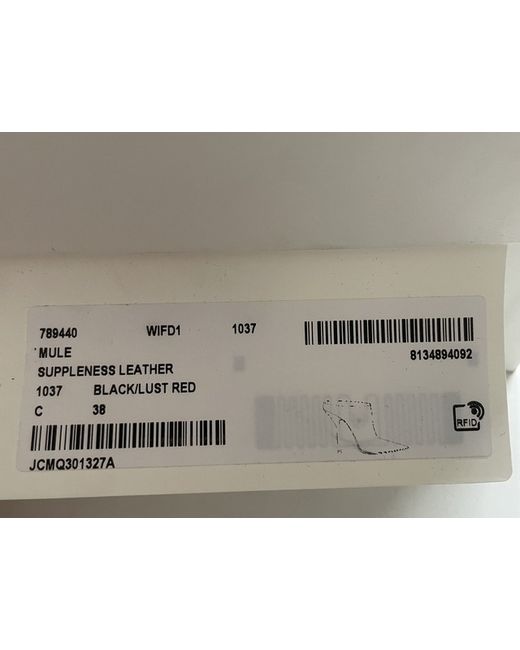 789440 WIFD1 1037
MULE 8134894092
SUPPLENESS LEATHER
1037 BLACK/LUST RED
C 38
RFID
JCMQ301327A